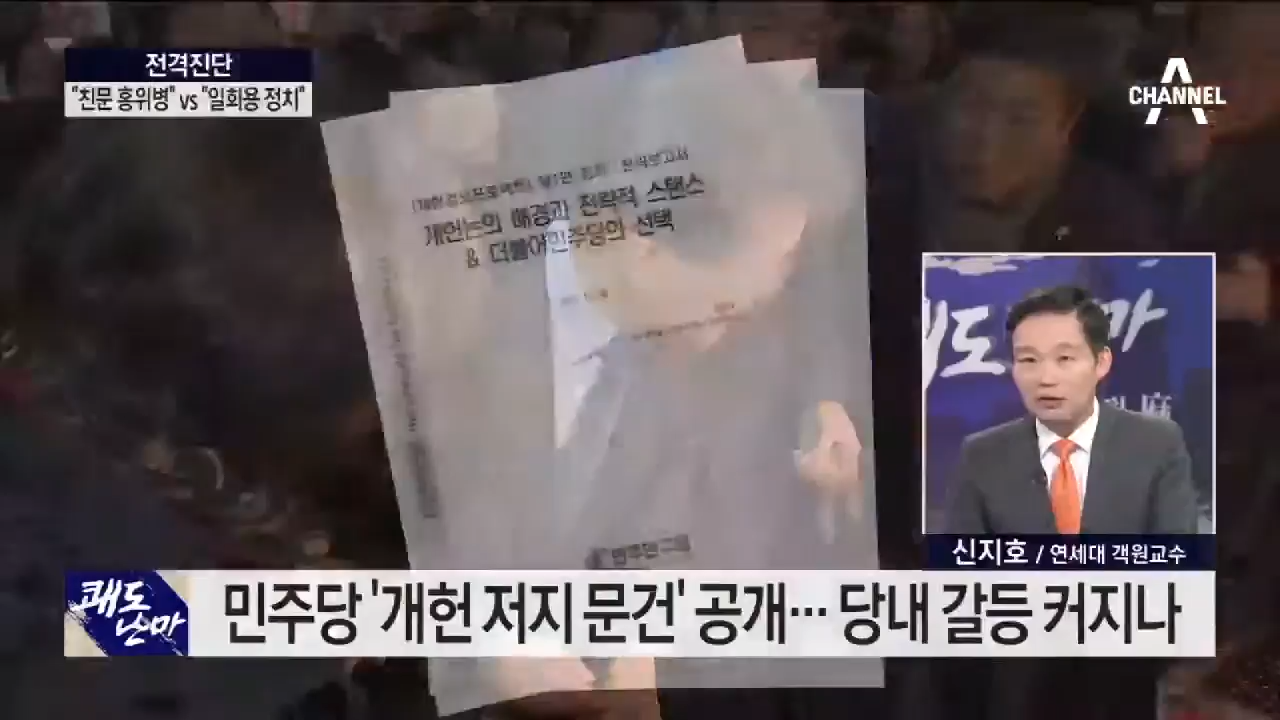 전격진단
"친문 홍위병" vs "일회용 정치"
CHANNEL A
개헌논의 배경과 전략적 스탠스
& 더불어민주당의 선택
쾌도
신지호 / 연세대 객원교수
쾌도
난마
민주당 '개헌 저지 문건' 공개… 당내 갈등 커지나